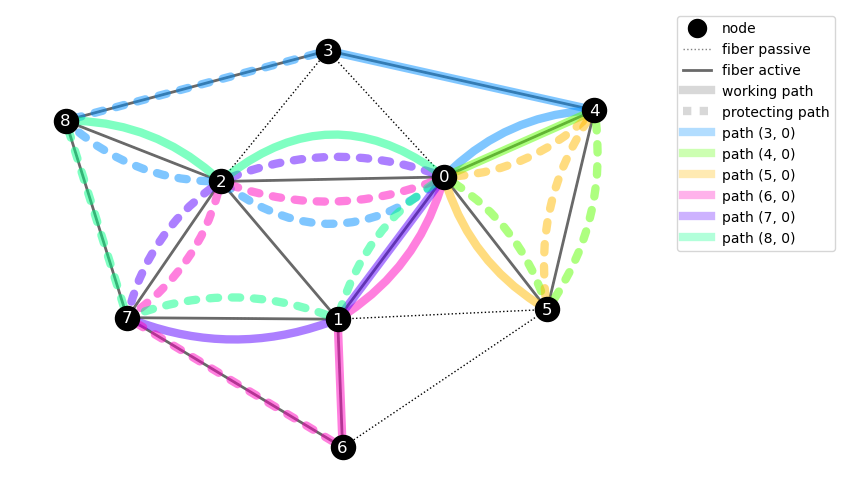 3
4
8
2
0
7
1
5
6
node
fiber passive
fiber active
working path
protecting path
path (3, 0)
path (4, 0)
path (5, 0)
path (6, 0)
path (7, 0)
path (8, 0)